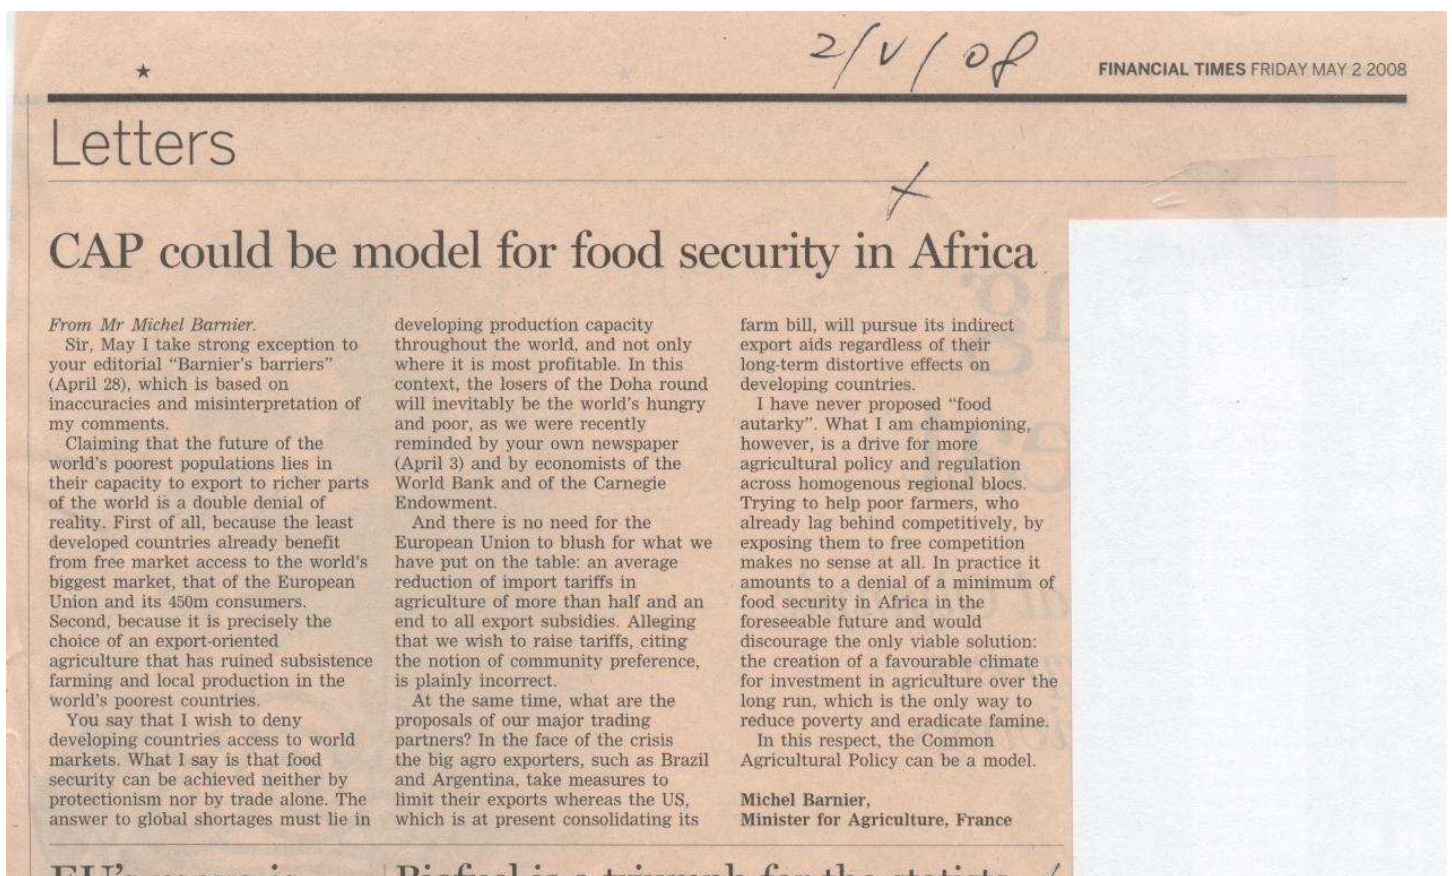 2/V/08
★
FINANCIAL TIMES FRIDAY MAY 2 2008
Letters
CAP could be model for food security in Africa
From Mr Michel Barnier.
Sir, May I take strong exception to
your editorial “Barnier’s barriers”
(April 28), which is based on
inaccuracies and misinterpretation of
my comments.
Claiming that the future of the
world’s poorest populations lies in
their capacity to export to richer parts
of the world is a double denial of
reality. First of all, because the least
developed countries already benefit
from free market access to the world’s
biggest market, that of the European
Union and its 450m consumers.
Second, because it is precisely the
choice of an export-oriented
agriculture that has ruined subsistence
farming and local production in the
world’s poorest countries.
You say that I wish to deny
developing countries access to world
markets. What I say is that food
security can be achieved neither by
protectionism nor by trade alone. The
answer to global shortages must lie in
developing production capacity
throughout the world, and not only
where it is most profitable. In this
context, the losers of the Doha round
will inevitably be the world’s hungry
and poor, as we were recently
reminded by your own newspaper
(April 3) and by economists of the
World Bank and of the Carnegie
Endowment.
And there is no need for the
European Union to blush for what we
have put on the table: an average
reduction of import tariffs in
agriculture of more than half and an
end to all export subsidies. Alleging
that we wish to raise tariffs, citing
the notion of community preference,
is plainly incorrect.
At the same time, what are the
proposals of our major trading
partners? In the face of the crisis
the big agro exporters, such as Brazil
and Argentina, take measures to
limit their exports whereas the US,
which is at present consolidating its
farm bill, will pursue its indirect
export aids regardless of their
long-term distortive effects on
developing countries.
I have never proposed “food
autarky”. What I am championing,
however, is a drive for more
agricultural policy and regulation
across homogenous regional blocs.
Trying to help poor farmers, who
already lag behind competitively, by
exposing them to free competition
makes no sense at all. In practice it
amounts to a denial of a minimum of
food security in Africa in the
foreseeable future and would
discourage the only viable solution:
the creation of a favourable climate
for investment in agriculture over the
long run, which is the only way to
reduce poverty and eradicate famine.
In this respect, the Common
Agricultural Policy can be a model.
Michel Barnier,
Minister for Agriculture, France
Biofuel is a triumph for the statists